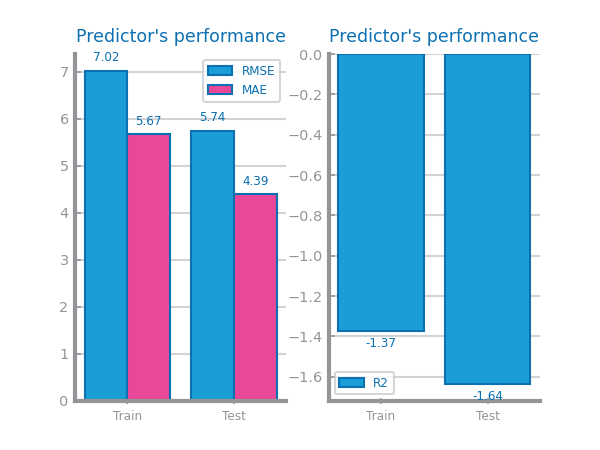 Predictor's performance
7.02
RMSE
MAE
5.67
5.74
4.39
7
6
5
4
3
2
1
0
Train
Test
Predictor's performance
0.0
−0.2
−0.4
−0.6
−0.8
−1.0
−1.2
−1.4
−1.6
-1.37
-1.64
R2
Train
Test